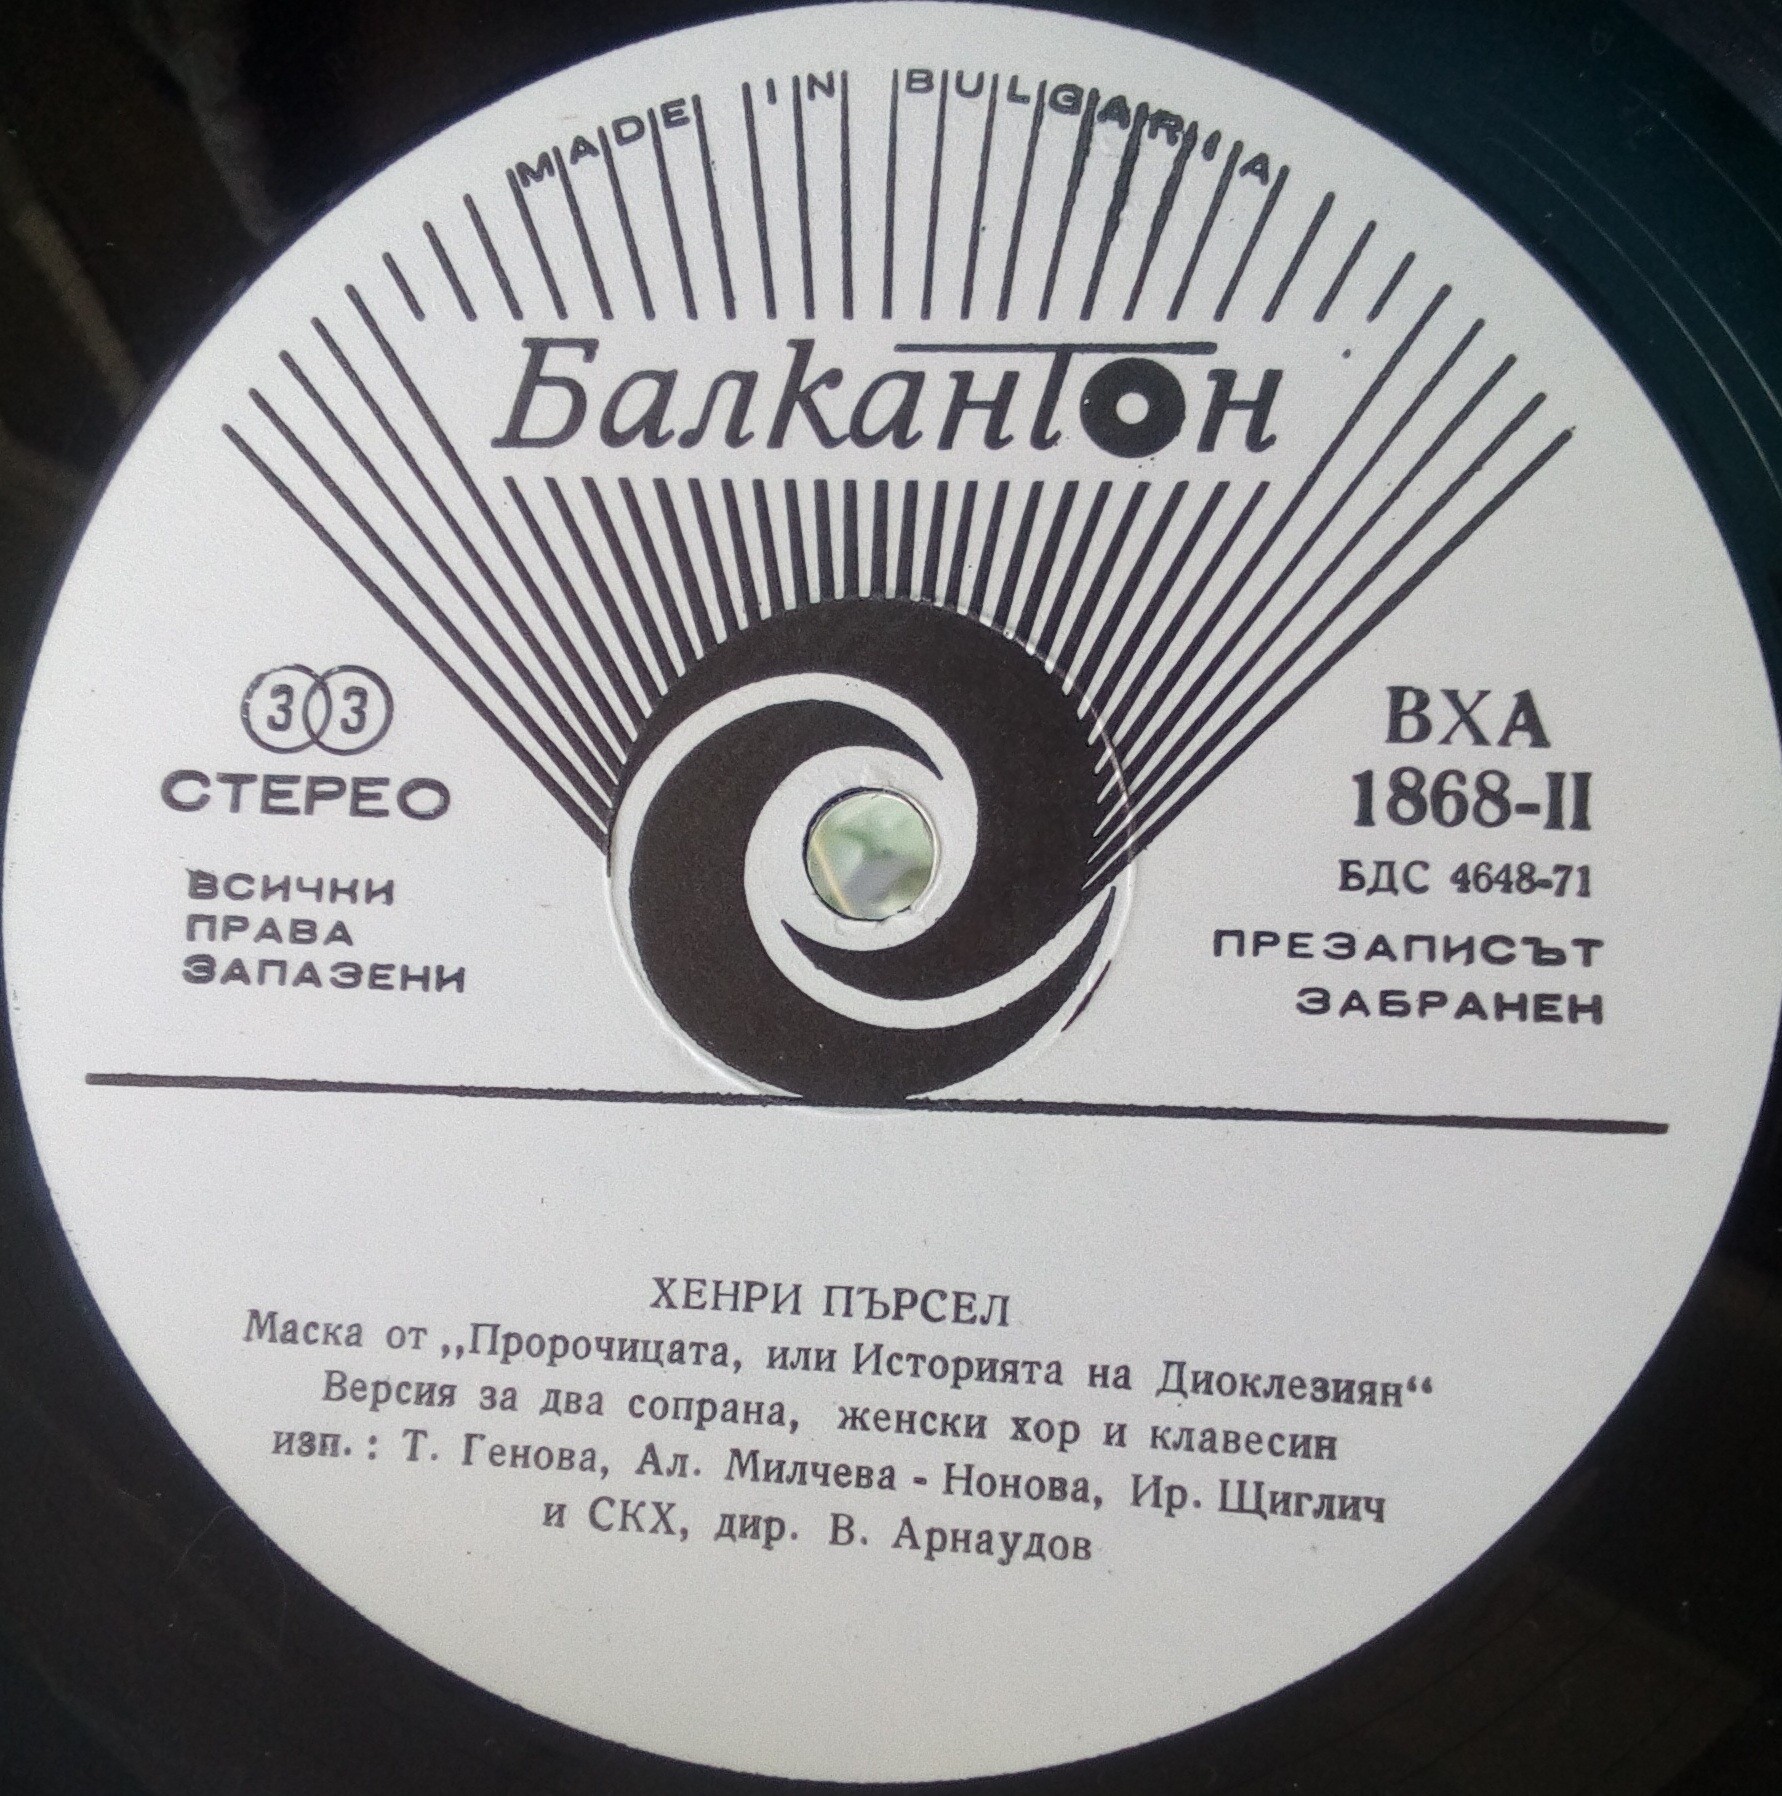 MADE IN BULGARIA
Балкантон
33
СТЕРЕО
ВСИЧКИ
ПРАВА
ЗАПАЗЕНИ
ВХА
1868-II
БДС 4648-71
ПРЕЗАПИСЪТ
ЗАБРАНЕН
ХЕНРИ ПЪРСЕЛ
Маска от „Пророчицата, или Историята на Диоклезиян“
Версия за два сопрана, женски хор и клавесин
изп.: Т. Генова, Ал. Милчева - Нонова, Ир. Щиглич
и СКХ, дир. В. Арнаудов